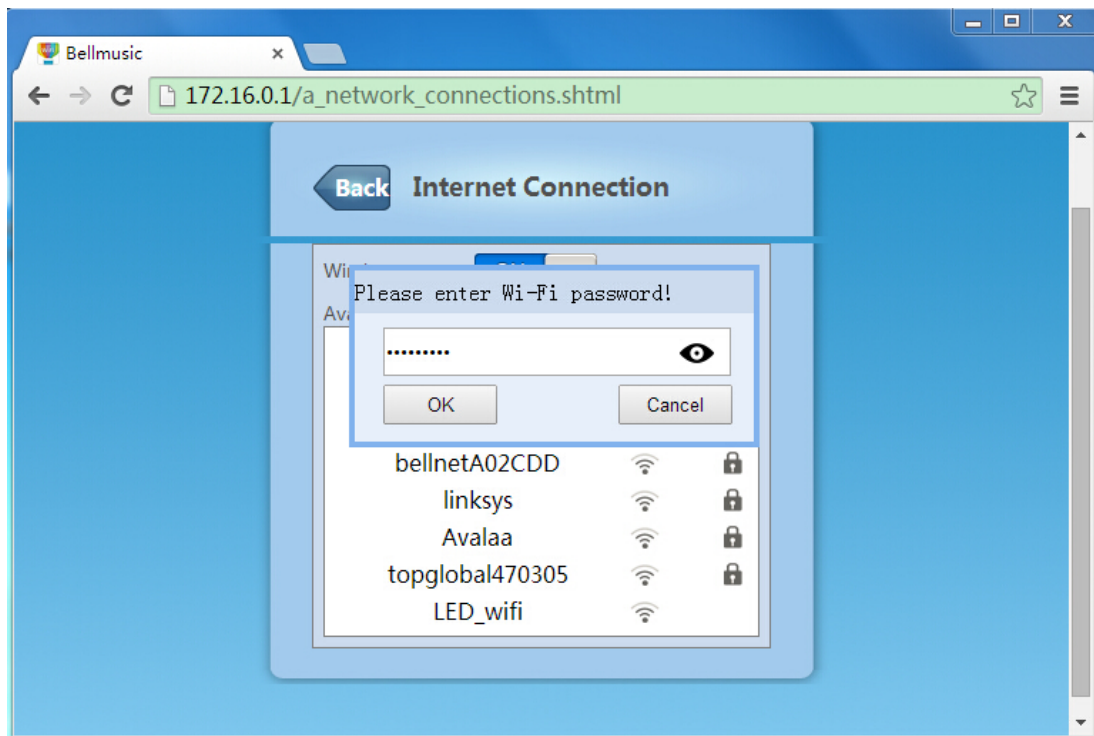 Bellmusic
172.16.0.1/a_network_connections.shtml
Back Internet Connection
Please enter Wi-Fi password!
•••••••••
OK Cancel
bellnetA02CDD
linksys
Avalaa
topglobal470305
LED_wifi